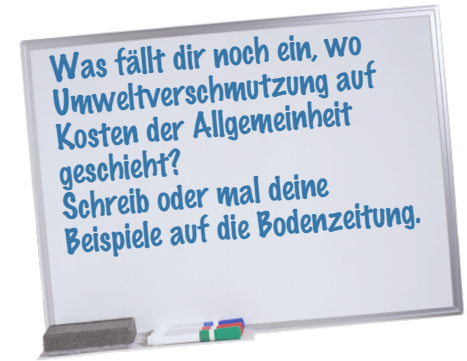 Was fällt dir noch ein, wo
Umweltverschmutzung auf
Kosten der Allgemeinheit
geschieht?
Schreib oder mal deine
Beispiele auf die Bodenzeitung.